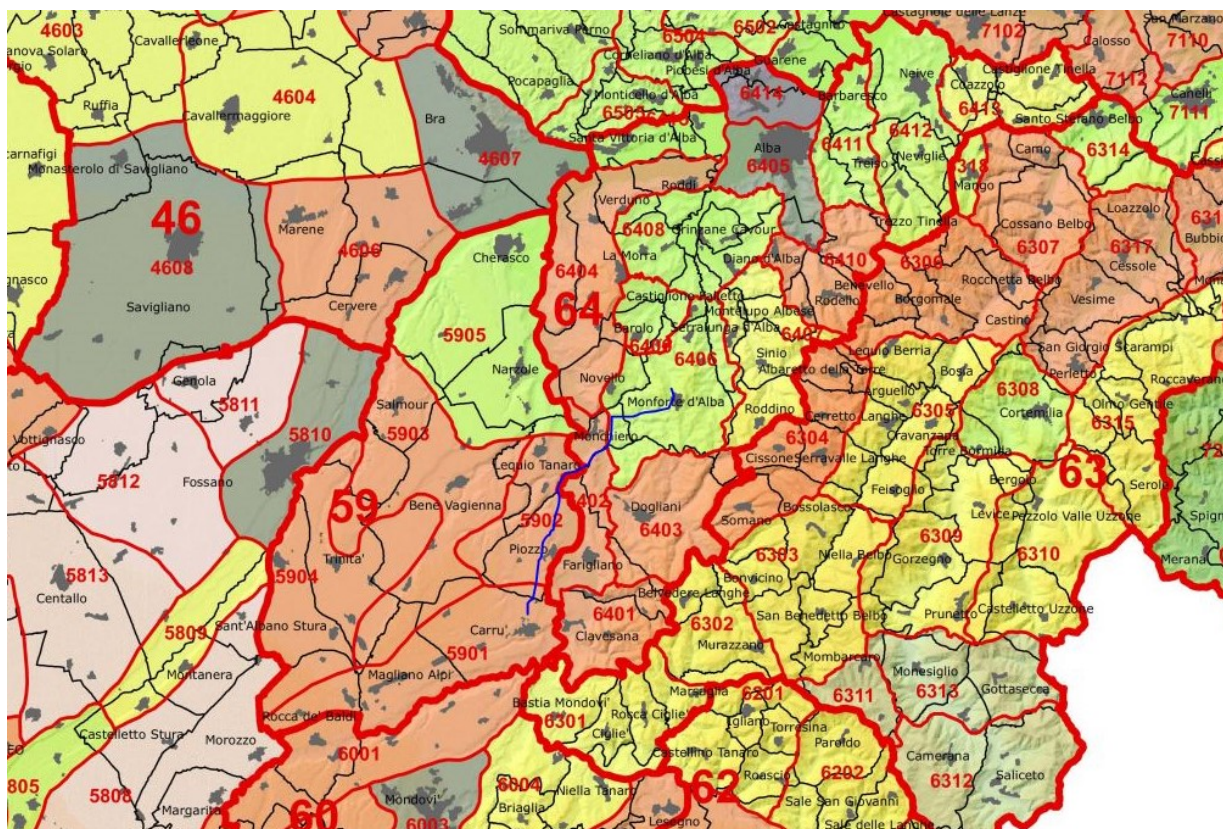 4603
Cavallerleone
Sommariva Perno
6504
6502
Castagnito
Castagnole delle Lanze
7102
San Marzano
Calosso
7110
Corneliano d'Alba
Guarene
Piobesi d'Alba
Neive
Castiglione Tinella
Coazzolo
7112
Canelli
Pocapaglia
Ruffia
4604
Cavallermaggiore
Monticello d'Alba
6414
Barbaresco
6413
7111
Bra
4607
Santa Vittoria d'Alba
Alba
6405
6411
6412
Santo Stefano Belbo
Monasterolo di Savigliano
Treiso
Neviglie
318
Camo
6314
46
Roddi
Mango
Verduno
Marene
6408
Grinzane Cavour
Trezzo Tinella
Cossano Belbo
Loazzolo
4606
Cherasco
La Morra
Diano d'Alba
6410
6307
6317
4608
6404
Benevello
Rocchetta Belbo
Cessole
Bubbio
Savigliano
Cervere
64
Castiglione Falletto
Rodello
Borgomale
Vesime
Montelupo Albese
Castino
5905
Barolo
Serralunga d'Alba
6406
Sinio
Lequio Berria
San Giorgio Scarampi
Narzole
Novello
Albaretto della Torre
Bosia
Perletto
Roccaverano
Genola
Monforte d'Alba
Arguello
6308
5811
Salmour
Roddino
Cerretto Langhe
6305
Cortemilia
Olmo Gentile
Vottignasco
5810
5903
Monchiero
6304
Cravanzana
6315
5812
Lequio Tanaro
Cissone
Serravalle Langhe
Torre Bormida
Fossano
59
Bene Vagienna
Feisoglio
Bergolo
63
Serole
5902
Dogliani
Bossolasco
Levice
Pezzolo Valle Uzzone
6403
Somano
6309
5813
5904
Trinita'
Piozzo
6303
Niella Belbo
Gorzegno
6310
Merana
Farigliano
Bonvicino
Centallo
Belvedere Langhe
5809
Sant'Albano Stura
6401
San Benedetto Belbo
Prunetto
Castelletto Uzzone
Carru'
Clavesana
6302
5901
Murazzano
Montanera
Magliano Alpi
Mombarcaro
Monesiglio
Marsaglia
6311
6313
Gottasecca
Rocca de' Baldi
Bastia Mondovi'
6201
Rosca Ciglie'
6301
Igliano
Torresina
Castelletto Stura
Ciglie'
Morozzo
6001
Castellino Tanaro
Paroldo
Camerana
805
Roascio
6202
6312
Saliceto
5808
Mondovi'
6004
Niella Tanaro
62
Margarita
60
Briaglia
Sale San Giovanni
6003
Lesegno
Sale delle Langhe